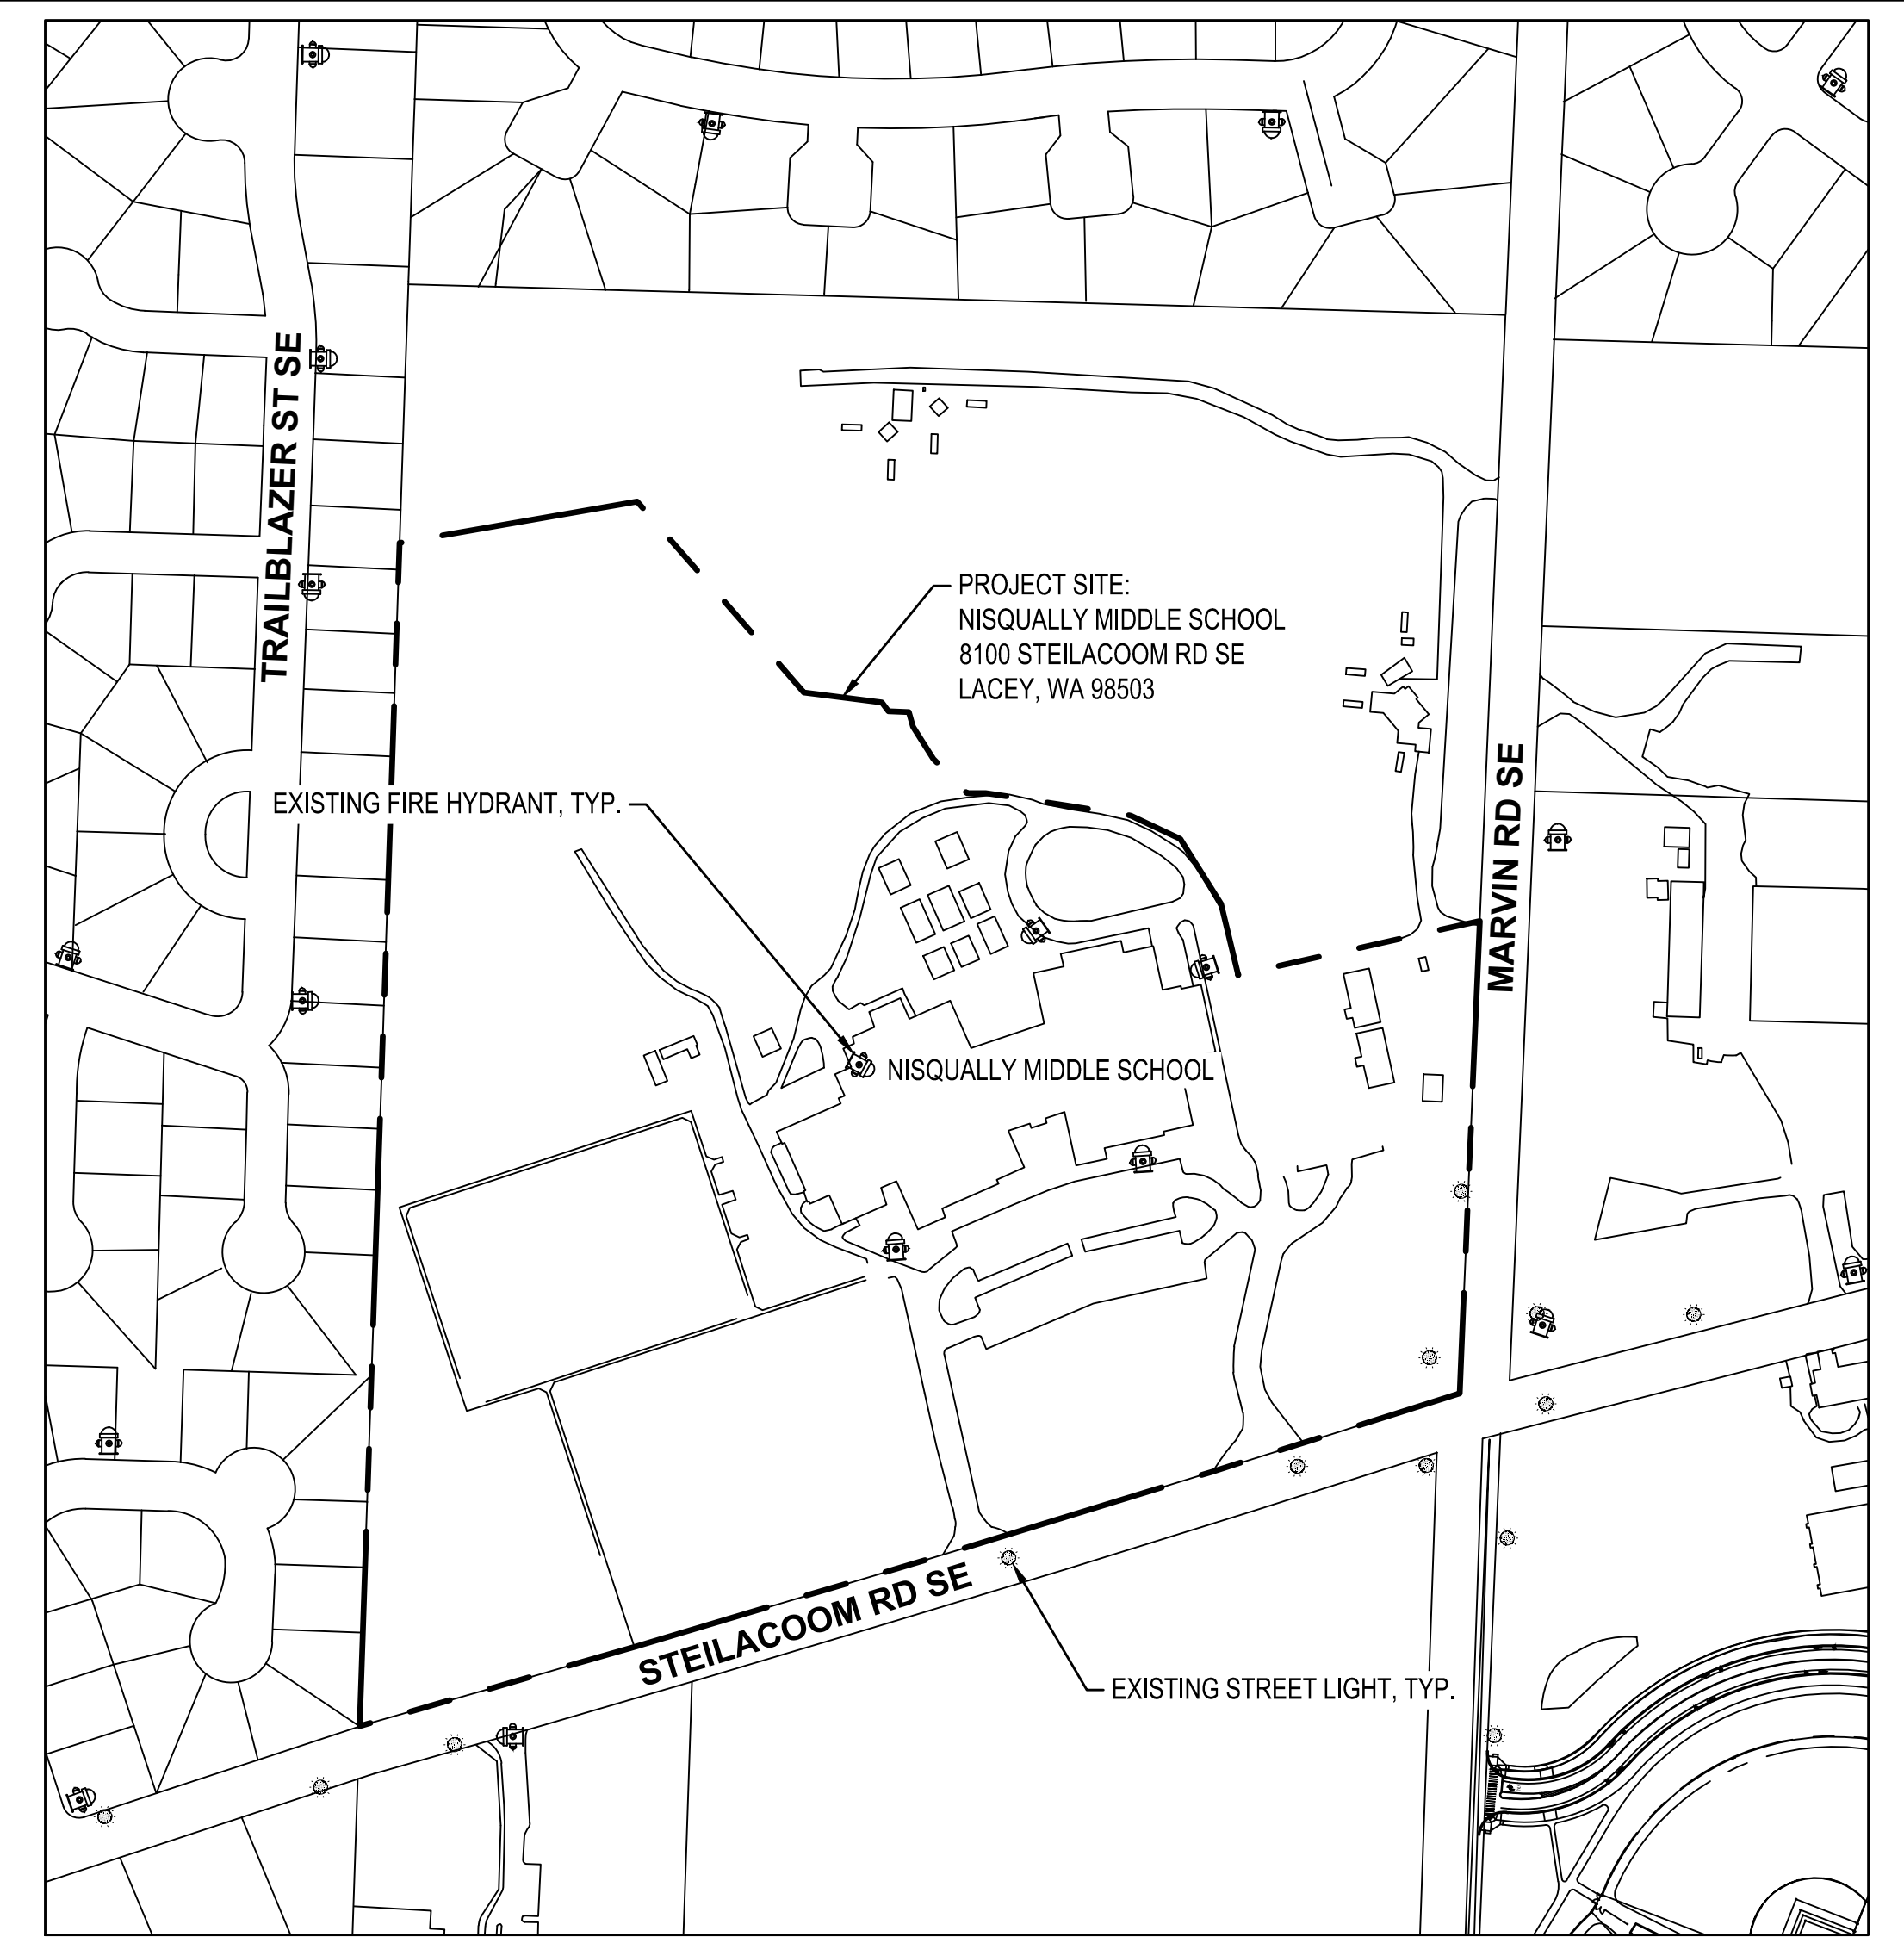 TRAILBLAZER ST SE
PROJECT SITE:
NISQUALLY MIDDLE SCHOOL
8100 STEILACOOM RD SE
LACEY, WA 98503
MARVIN RD SE
EXISTING FIRE HYDRANT, TYP.
NISQUALLY MIDDLE SCHOOL
STEILACOOM RD SE
EXISTING STREET LIGHT, TYP.